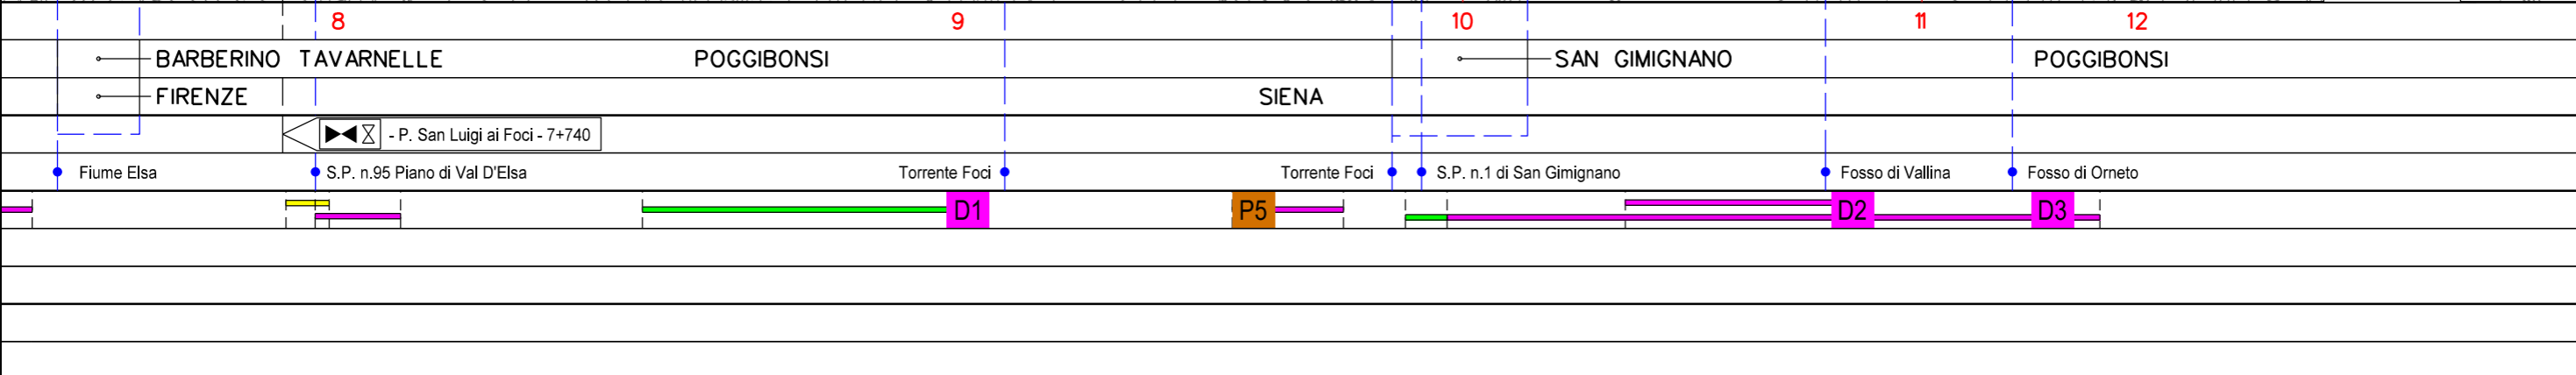 8 9 10 11 12
BARBERINO TAVARNELLE POGGIBONSI SAN GIMIGNANO POGGIBONSI
FIRENZE SIENA
- P. San Luigi ai Foci - 7+740
Fiume Elsa S.P. n.95 Piano di Val D'Elsa Torrente Foci Torrente Foci S.P. n.1 di San Gimignano Fosso di Vallina Fosso di Orneto
D1 P5 D2 D3